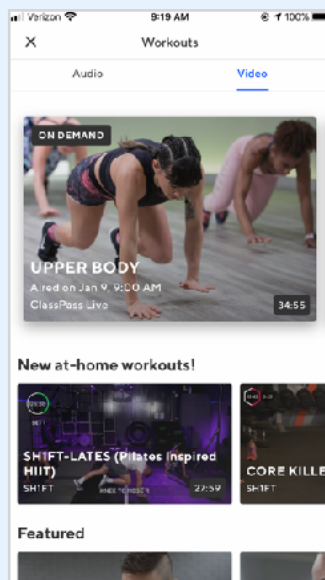 Verizon 9:19 AM 100%
Workouts
Audio Video
ON DEMAND
UPPER BODY
Aired on Jan 9, 9:00 AM
ClassPass Live 34:55
New at-home workouts!
SH1FT-LATES (Pilates Inspired
HIIT)
SH1FT 27:59
CORE KILLE
SH1FT
Featured